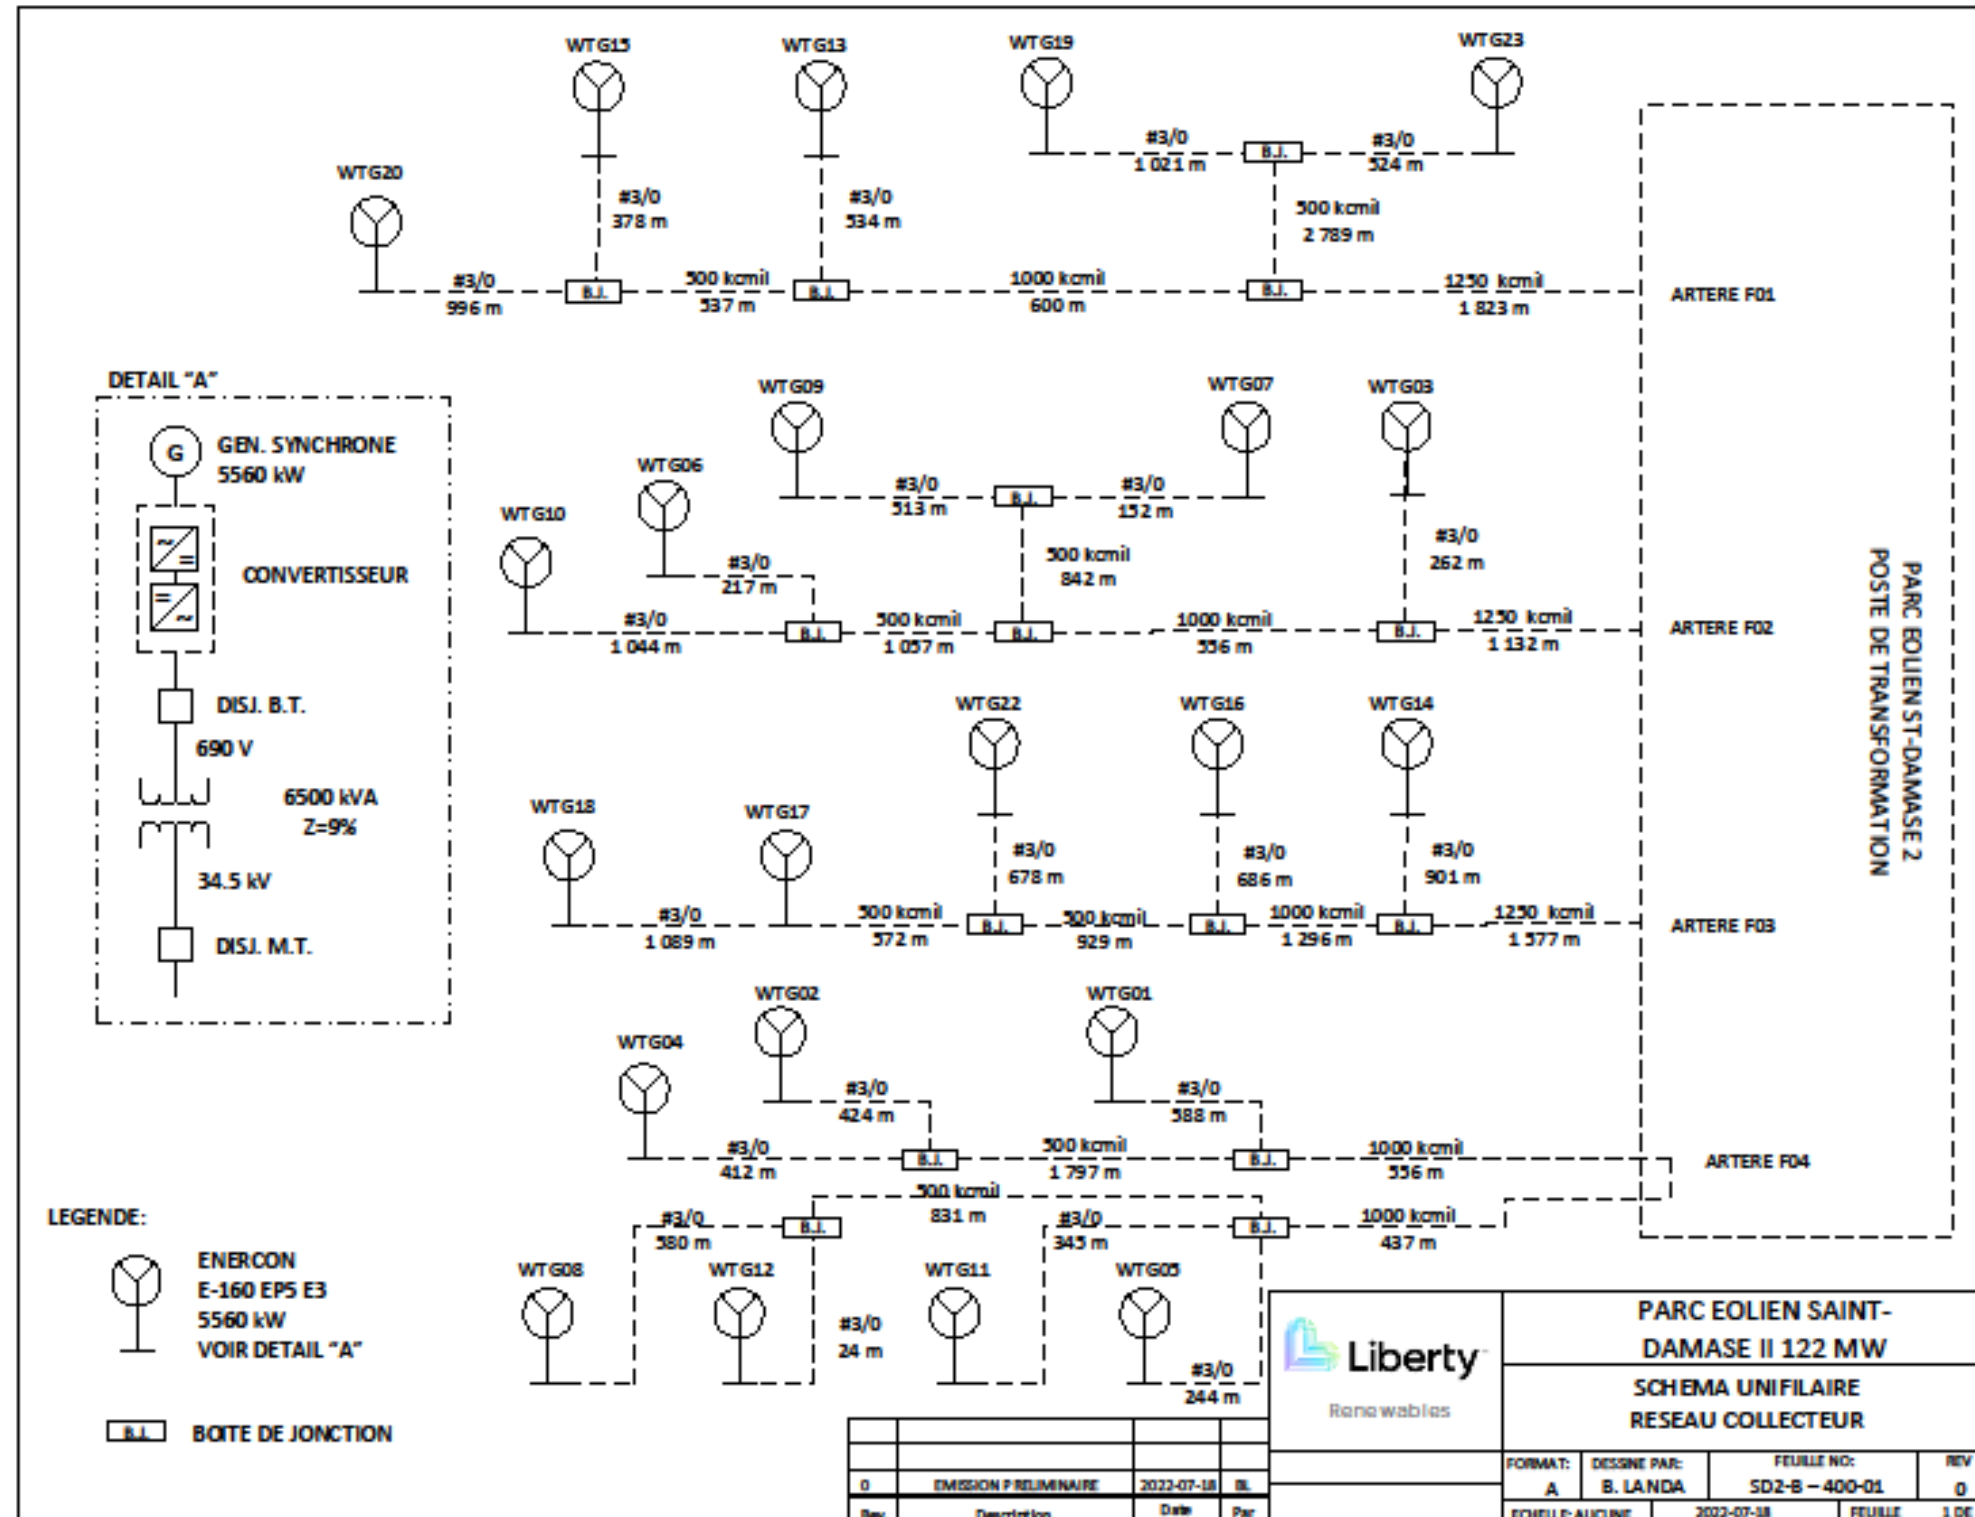 WTG15
WTG13
WTG19
WTG23
WTG20
#3/0
1 021 m
B.J.
#3/0
524 m
#3/0
378 m
#3/0
534 m
500 kcmil
2 789 m
#3/0
996 m
B.J.
500 kcmil
537 m
B.J.
1000 kcmil
600 m
B.J.
1250 kcmil
1 823 m
ARTERE F01
DETAIL "A"
G
GEN. SYNCHRONE
5560 kW
CONVERTISSEUR
DISJ. B.T.
690 V
6500 kVA
Z=9%
34.5 kV
DISJ. M.T.
WTG09
WTG07
WTG03
WTG06
WTG10
#3/0
513 m
B.J.
#3/0
152 m
#3/0
217 m
500 kcmil
842 m
#3/0
262 m
#3/0
1 044 m
B.J.
500 kcmil
1 057 m
B.J.
1000 kcmil
556 m
B.J.
1250 kcmil
1 132 m
ARTERE F02
PARC EOLIEN ST-DAMASE 2
POSTE DE TRANSFORMATION
WTG22
WTG16
WTG14
WTG18
WTG17
#3/0
678 m
#3/0
686 m
#3/0
901 m
#3/0
1 089 m
500 kcmil
572 m
B.J.
500 kcmil
929 m
B.J.
1000 kcmil
1 296 m
B.J.
1250 kcmil
1 577 m
ARTERE F03
WTG02
WTG01
WTG04
#3/0
424 m
#3/0
588 m
#3/0
412 m
B.J.
500 kcmil
1 797 m
B.J.
1000 kcmil
556 m
ARTERE F04
500 kcmil
831 m
#3/0
580 m
B.J.
#3/0
345 m
B.J.
1000 kcmil
437 m
WTG08
WTG12
WTG11
WTG05
#3/0
24 m
#3/0
244 m
LEGENDE:
ENERCON
E-160 EP5 E3
5560 kW
VOIR DETAIL "A"
B.J.
BOITE DE JONCTION
Liberty
Renewables
PARC EOLIEN SAINT-
DAMASE II 122 MW
SCHEMA UNIFILAIRE
RESEAU COLLECTEUR
FORMAT:
A
DESSINE PAR:
B. LANDA
FEUILLE NO:
SD2-B – 400-01
REV
0
ECHELLE: AUCUNE
2022-07-18
FEUILLE
1 DE
0
EMISSION PRELIMINAIRE
2022-07-18
BL
Rev
Description
Date
Par